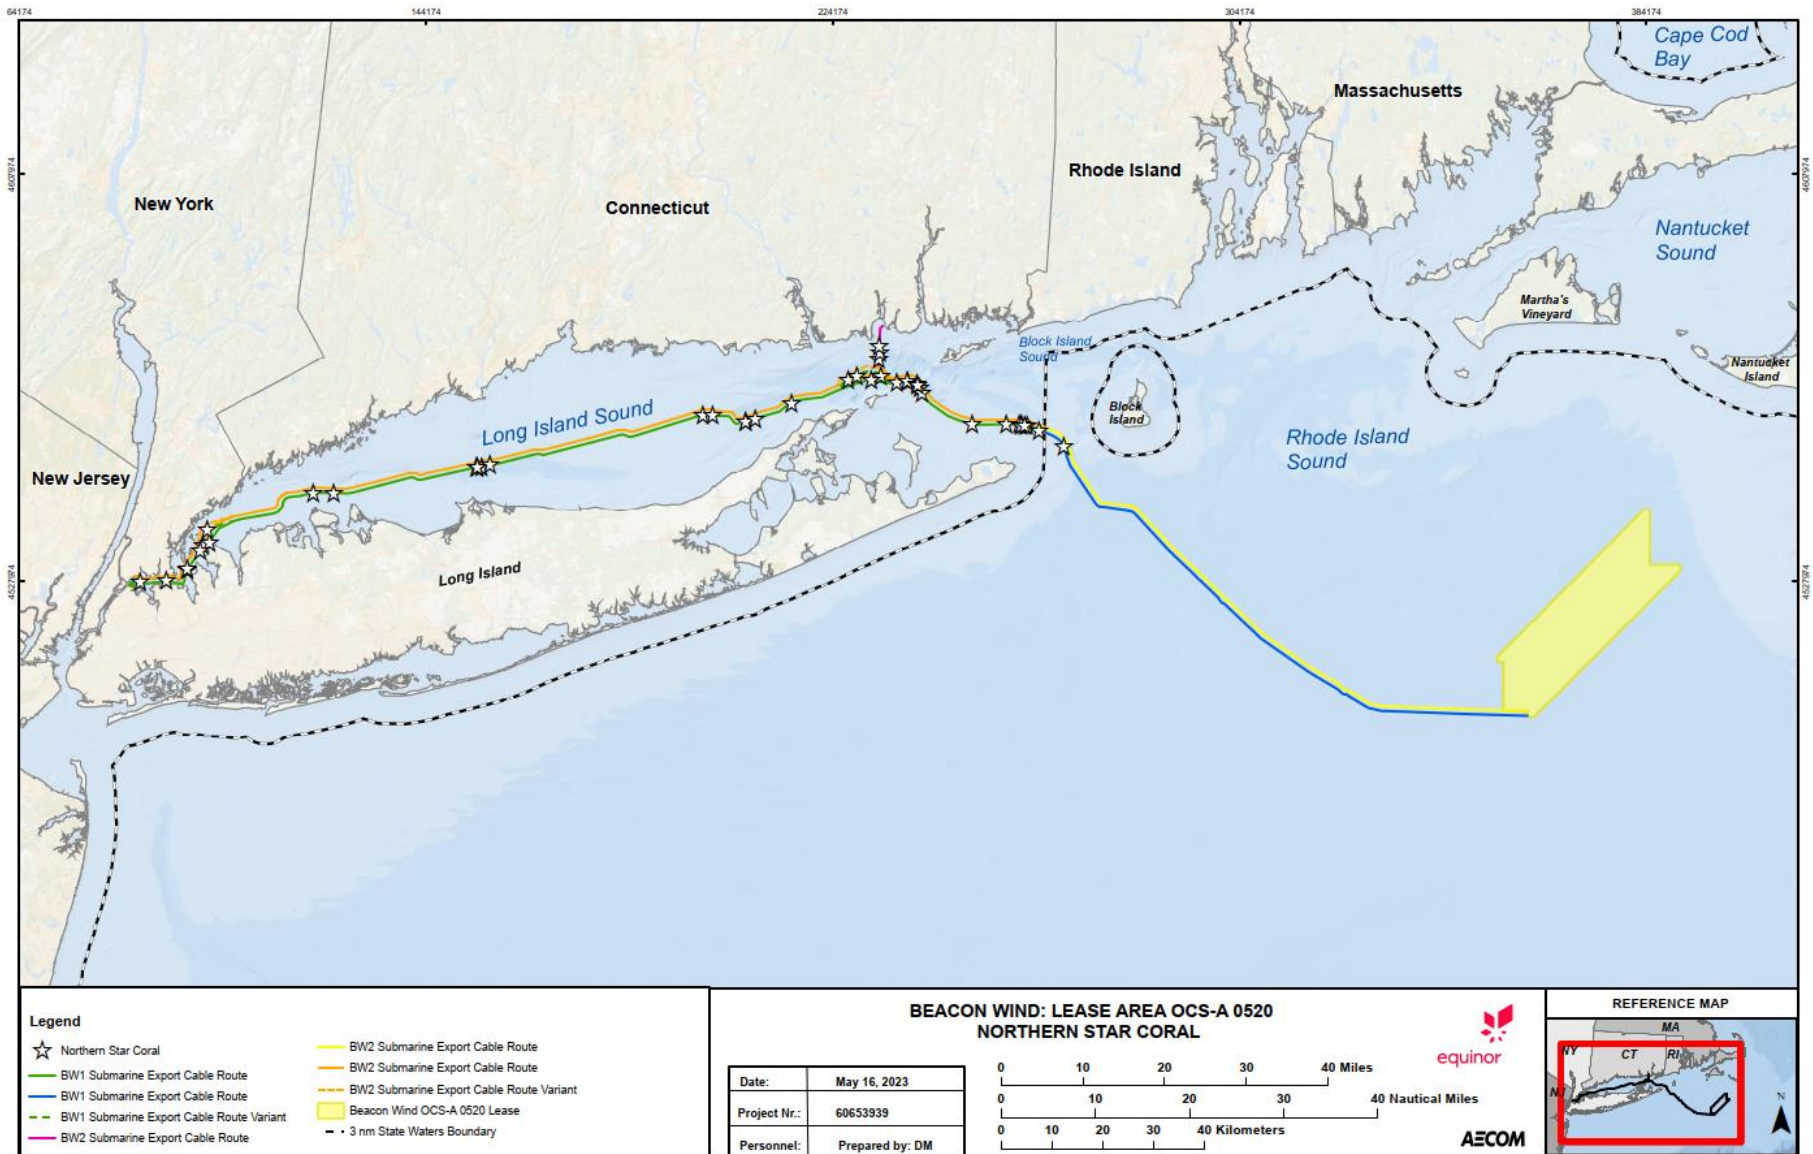 64174
144174
224174
304174
384174
Cape Cod
Bay
Massachusetts
4607974
4607974
Rhode Island
New York
Connecticut
Nantucket
Sound
Martha's
Vineyard
Block Island
Sound
Nantucket
Island
Block
Island
Long Island Sound
Rhode Island
Sound
New Jersey
Long Island
4527974
4527974
Legend
Northern Star Coral
BW1 Submarine Export Cable Route
BW1 Submarine Export Cable Route
BW1 Submarine Export Cable Route Variant
BW2 Submarine Export Cable Route
BW2 Submarine Export Cable Route
BW2 Submarine Export Cable Route
BW2 Submarine Export Cable Route Variant
Beacon Wind OCS-A 0520 Lease
3 nm State Waters Boundary
BEACON WIND: LEASE AREA OCS-A 0520
NORTHERN STAR CORAL
Date: May 16, 2023
Project Nr.: 60653939
Personnel: Prepared by: DM
0 10 20 30 40 Miles
0 10 20 30 40 Nautical Miles
0 10 20 30 40 Kilometers
equinor
AECOM
REFERENCE MAP
MA
NY
CT
RI
NJ
N